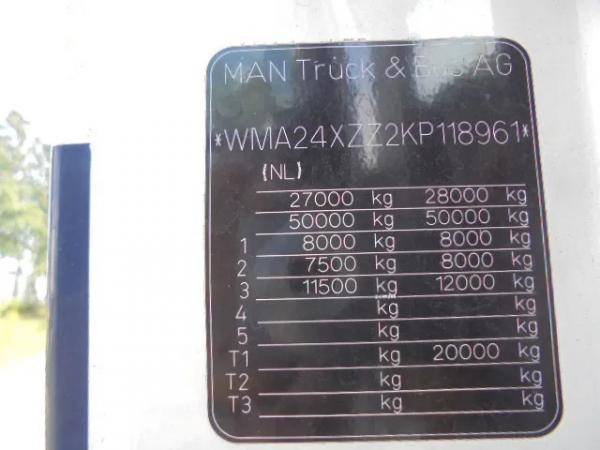 MAN Truck & Bus AG
*WMA24XZZ2KP118961*
(NL)
27000 kg 28000 kg
50000 kg 50000 kg
1 8000 kg 8000 kg
2 7500 kg 8000 kg
3 11500 kg 12000 kg
4 kg kg
5 kg kg
T1 kg 20000 kg
T2 kg kg
T3 kg kg